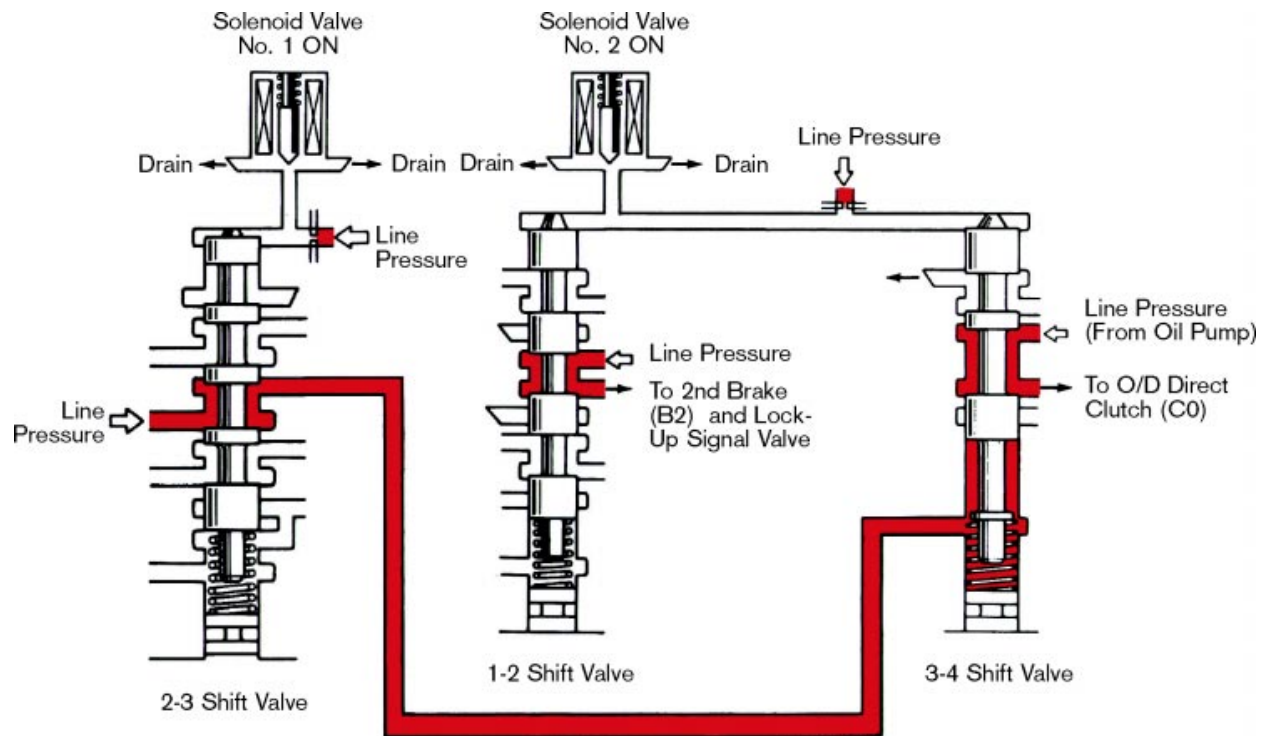 Solenoid Valve
No. 1 ON
Solenoid Valve
No. 2 ON
Drain
Drain
Drain
Drain
Line Pressure
Line
Pressure
Line
Pressure
Line Pressure
To 2nd Brake
(B2) and Lock-
Up Signal Valve
Line Pressure
(From Oil Pump)
To O/D Direct
Clutch (C0)
2-3 Shift Valve
1-2 Shift Valve
3-4 Shift Valve